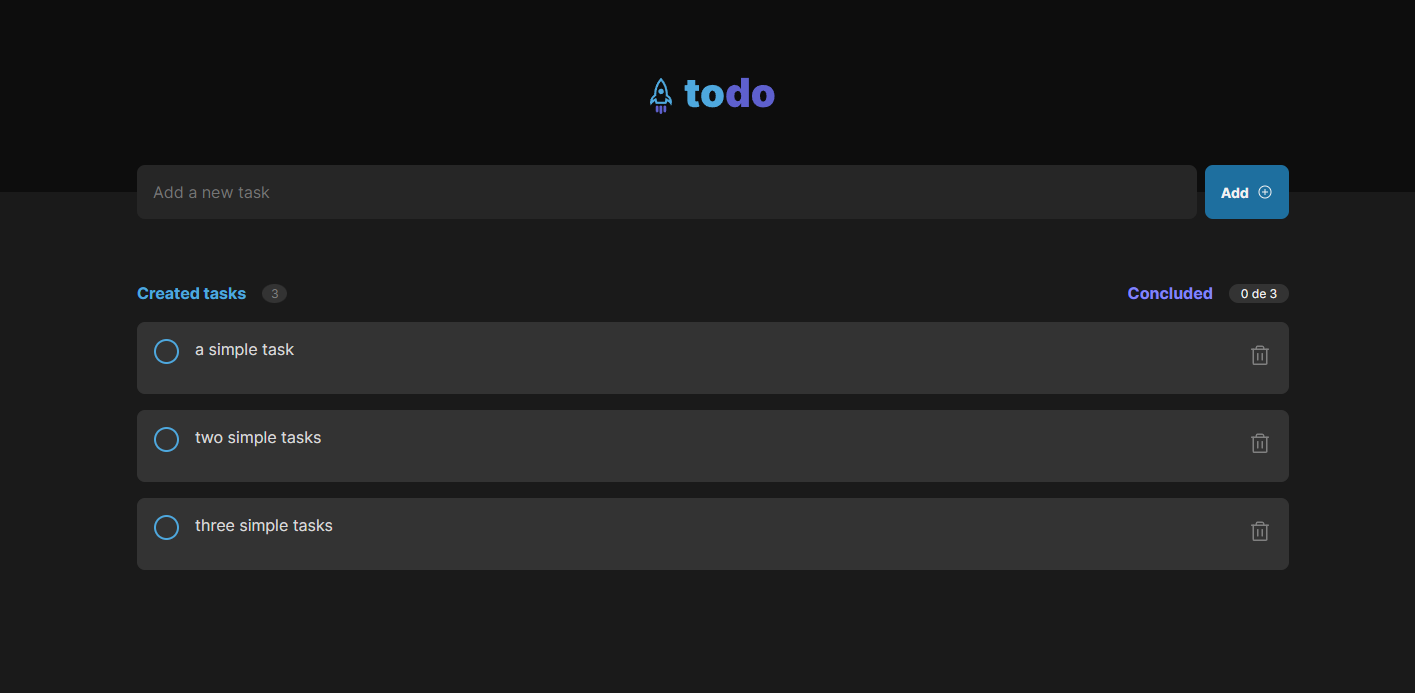 todo
Add a new task
Add
Created tasks 3
Concluded 0 de 3
a simple task
two simple tasks
three simple tasks